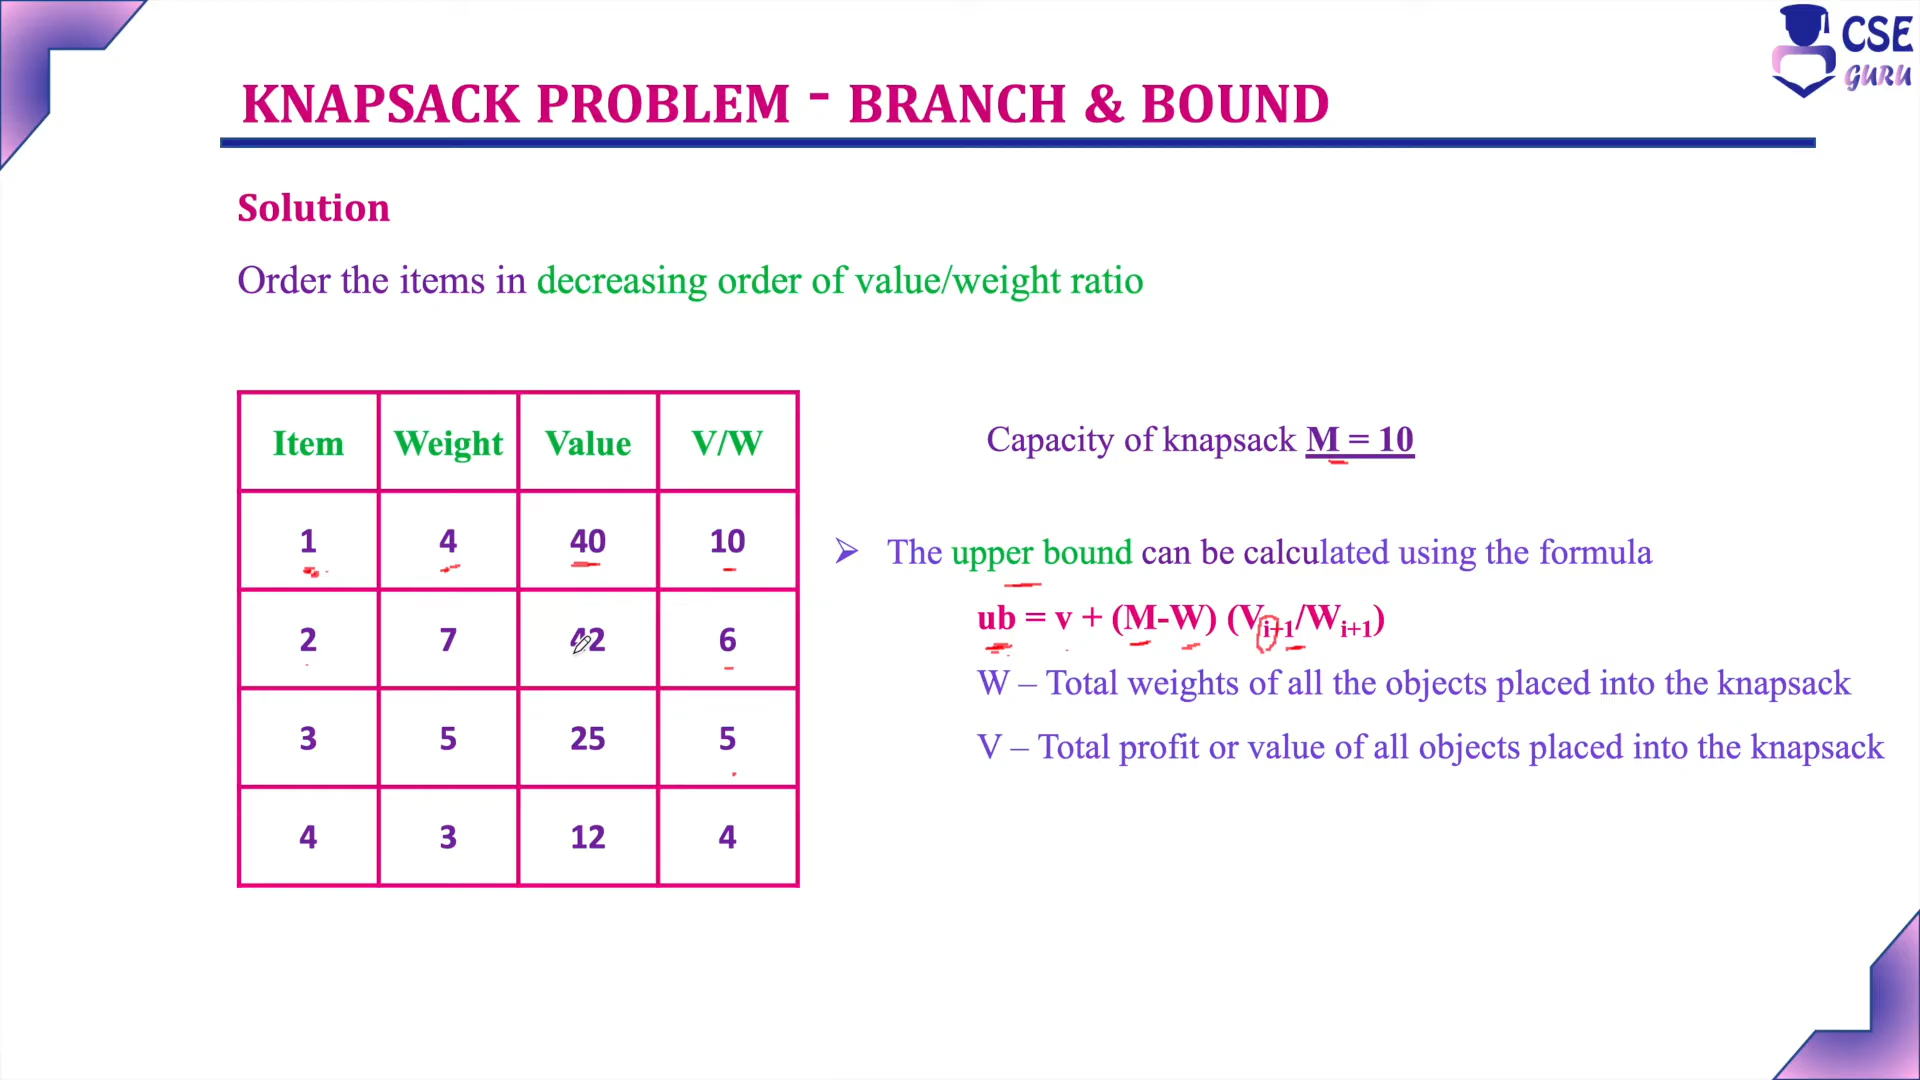 CSE
GURU
KNAPSACK PROBLEM - BRANCH & BOUND
Solution
Order the items in decreasing order of value/weight ratio
Item Weight Value V/W
1 4 40 10
2 7 42 6
3 5 25 5
4 3 12 4
Capacity of knapsack M = 10
➢ The upper bound can be calculated using the formula
ub = v + (M-W) (Vi+1/Wi+1)
W – Total weights of all the objects placed into the knapsack
V – Total profit or value of all objects placed into the knapsack